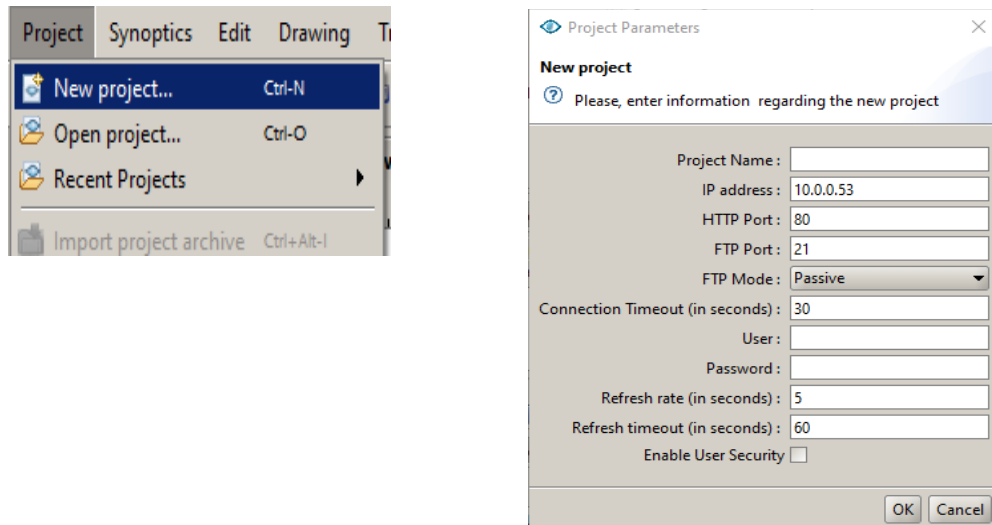 Project Synoptics Edit Drawing
New project... Ctrl-N
Open project... Ctrl-O
Recent Projects
Import project archive Ctrl+Alt-I
Project Parameters
New project
Please, enter information regarding the new project
Project Name :
IP address : 10.0.0.53
HTTP Port : 80
FTP Port : 21
FTP Mode : Passive
Connection Timeout (in seconds) : 30
User :
Password :
Refresh rate (in seconds) : 5
Refresh timeout (in seconds) : 60
Enable User Security
OK Cancel